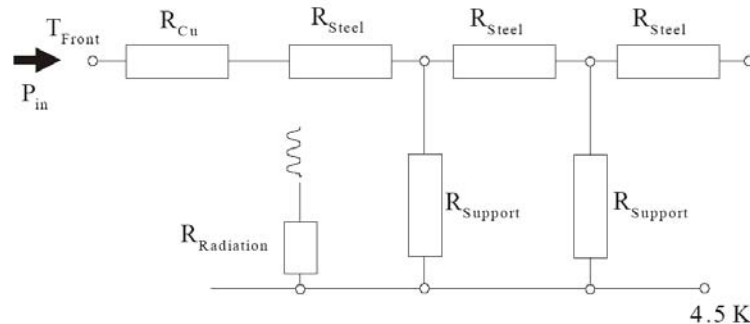 T_Front
R_Cu
R_Steel
R_Steel
R_Steel
P_in
R_Radiation
R_Support
R_Support
4.5 K